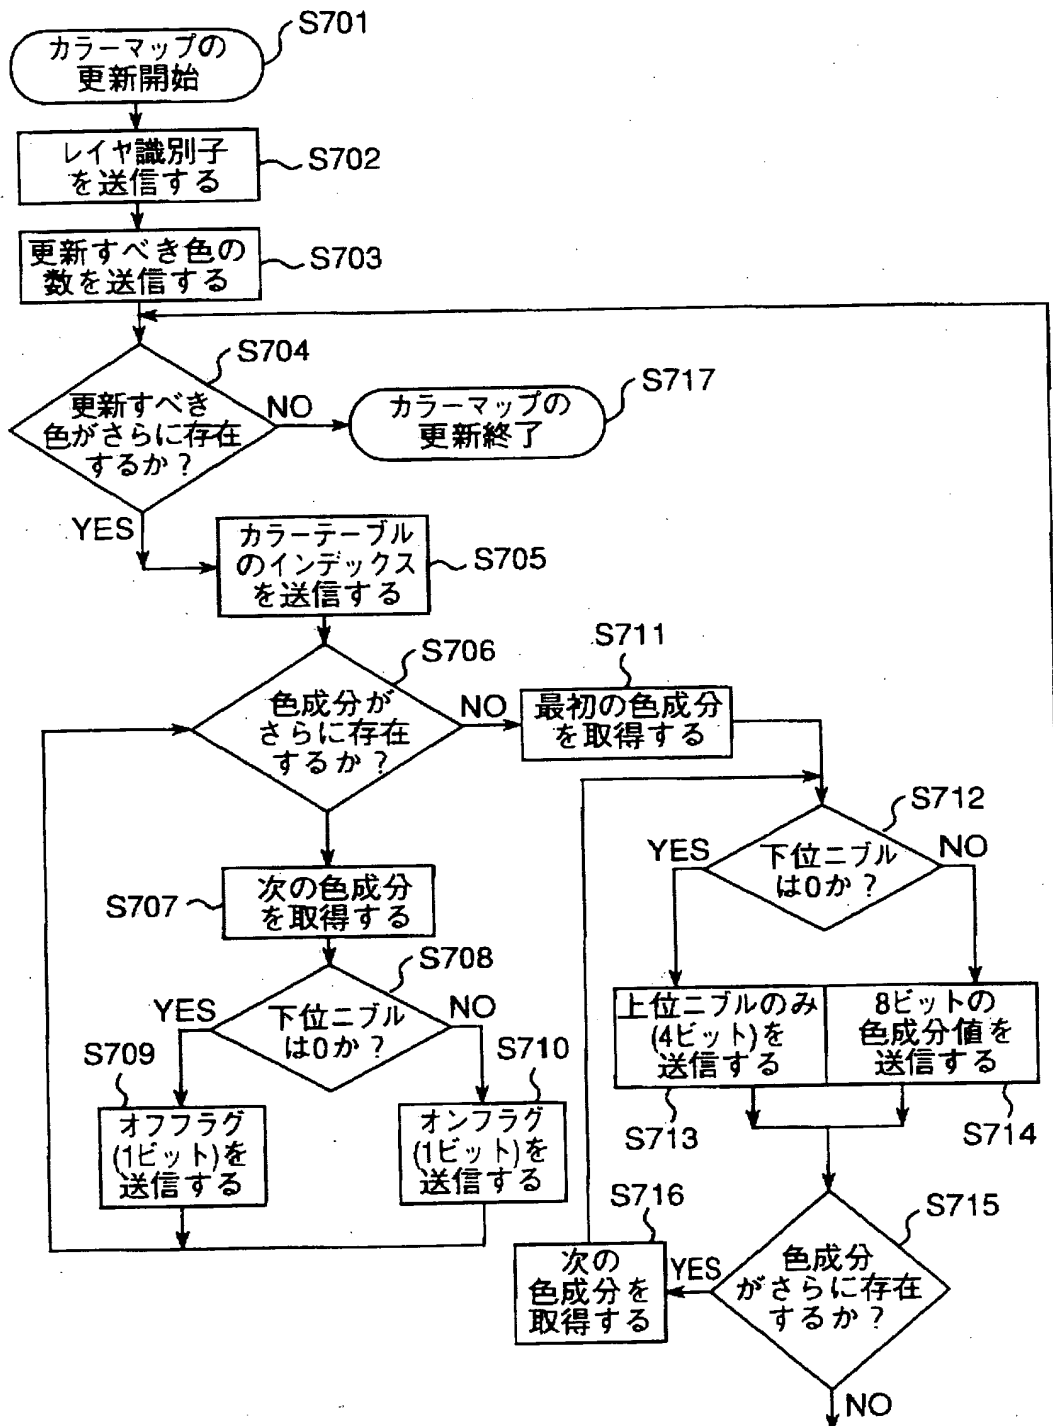 S701
カラーマップの
更新開始
レイヤ識別子
を送信する
S702
更新すべき色の
数を送信する
S703
S704
更新すべき
色がさらに存在
するか？
NO
カラーマップの
更新終了
S717
YES
カラーテーブル
のインデックス
を送信する
S705
S706
色成分が
さらに存在
するか？
NO
S711
最初の色成分
を取得する
S707
次の色成分
を取得する
S708
下位ニブル
は0か？
YES
NO
S709
オフフラグ
(1ビット)を
送信する
S710
オンフラグ
(1ビット)を
送信する
S712
下位ニブル
は0か？
YES
NO
上位ニブルのみ
(4ビット)を
送信する
S713
8ビットの
色成分値を
送信する
S714
S715
色成分
がさらに存在
するか？
YES
S716
次の
色成分を
取得する
NO